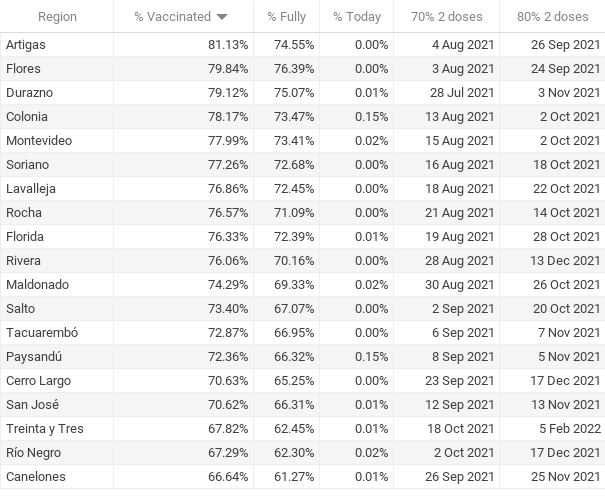 Region % Vaccinated % Fully % Today 70% 2 doses 80% 2 doses
Artigas 81.13% 74.55% 0.00% 4 Aug 2021 26 Sep 2021
Flores 79.84% 76.39% 0.00% 3 Aug 2021 24 Sep 2021
Durazno 79.12% 75.07% 0.01% 28 Jul 2021 3 Nov 2021
Colonia 78.17% 73.47% 0.15% 13 Aug 2021 2 Oct 2021
Montevideo 77.99% 73.41% 0.02% 15 Aug 2021 2 Oct 2021
Soriano 77.26% 72.68% 0.00% 16 Aug 2021 18 Oct 2021
Lavalleja 76.86% 72.45% 0.00% 18 Aug 2021 22 Oct 2021
Rocha 76.57% 71.09% 0.00% 21 Aug 2021 14 Oct 2021
Florida 76.33% 72.39% 0.01% 19 Aug 2021 28 Oct 2021
Rivera 76.06% 70.16% 0.00% 28 Aug 2021 13 Dec 2021
Maldonado 74.29% 69.33% 0.02% 30 Aug 2021 26 Oct 2021
Salto 73.40% 67.07% 0.00% 2 Sep 2021 20 Oct 2021
Tacuarembó 72.87% 66.95% 0.00% 6 Sep 2021 7 Nov 2021
Paysandú 72.36% 66.32% 0.15% 8 Sep 2021 5 Nov 2021
Cerro Largo 70.63% 65.25% 0.00% 23 Sep 2021 17 Dec 2021
San José 70.62% 66.31% 0.01% 12 Sep 2021 13 Nov 2021
Treinta y Tres 67.82% 62.45% 0.01% 18 Oct 2021 5 Feb 2022
Río Negro 67.29% 62.30% 0.02% 2 Oct 2021 17 Dec 2021
Canelones 66.64% 61.27% 0.01% 26 Sep 2021 25 Nov 2021